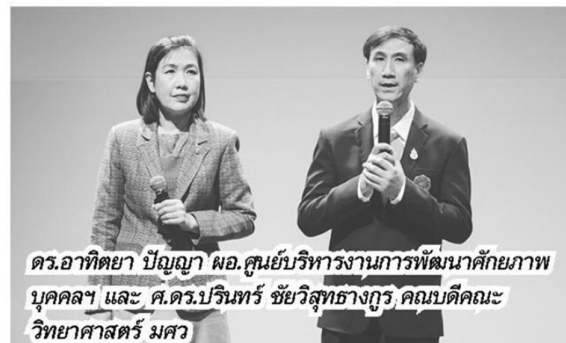 ดร.อาทิตยา ปัญญา ผอ.ศูนย์บริหารงานการพัฒนาศักยภาพ
บุคคลฯ และ ศ.ดร.ปรินทร์ ชัยวิสุทธางกูร คณบดีคณะ
วิทยาศาสตร์ มศว